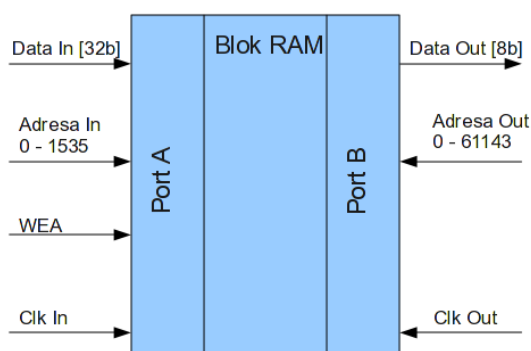 Data In [32b]
Adresa In
0 - 1535
WEA
Clk In
Port A
Blok RAM
Port B
Data Out [8b]
Adresa Out
0 - 61143
Clk Out